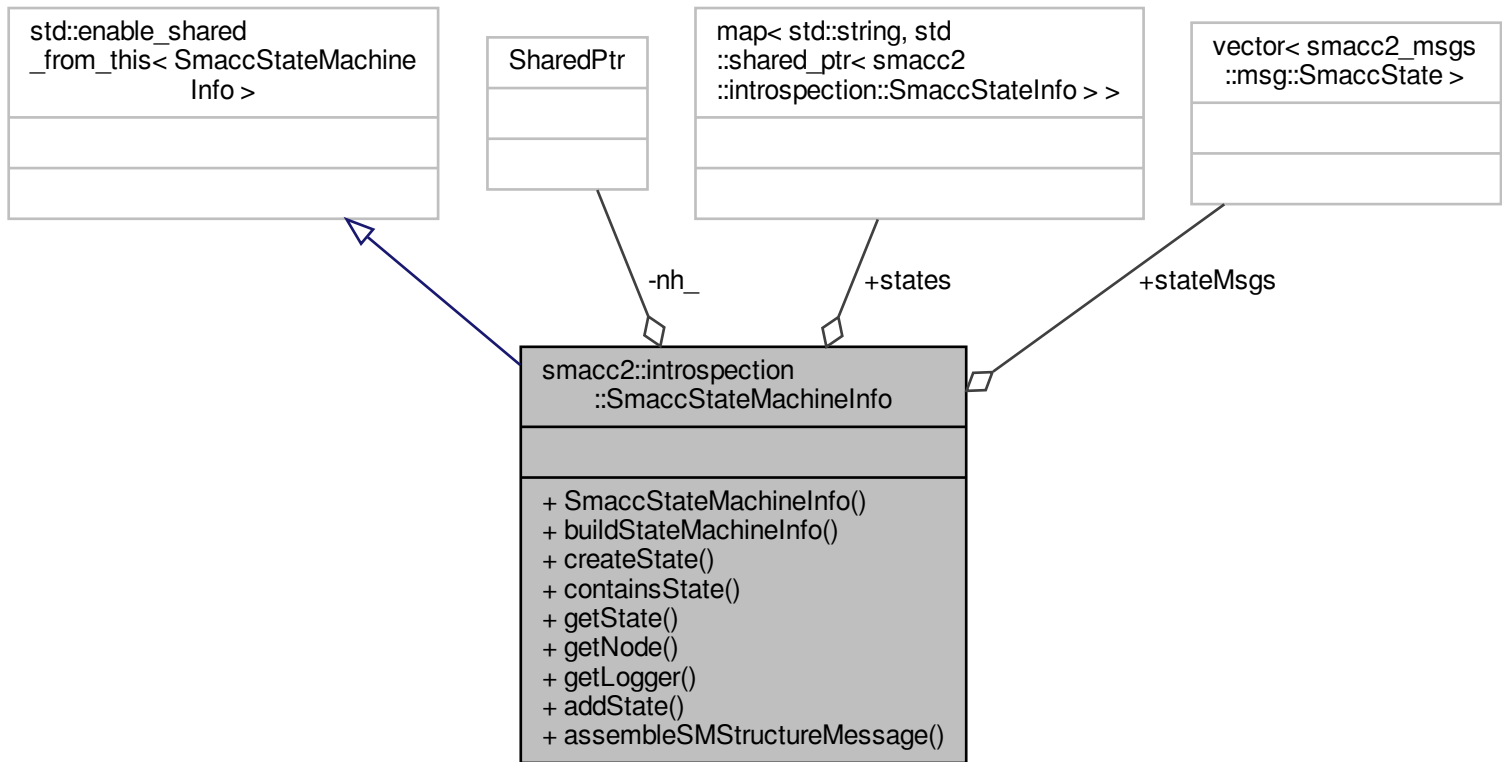 std::enable_shared
_from_this< SmaccStateMachine
Info >
SharedPtr
map< std::string, std
::shared_ptr< smacc2
::introspection::SmaccStateInfo > >
vector< smacc2_msgs
::msg::SmaccState >
-nh_
+states
+stateMsgs
smacc2::introspection
::SmaccStateMachineInfo
+ SmaccStateMachineInfo()
+ buildStateMachineInfo()
+ createState()
+ containsState()
+ getState()
+ getNode()
+ getLogger()
+ addState()
+ assembleSMStructureMessage()